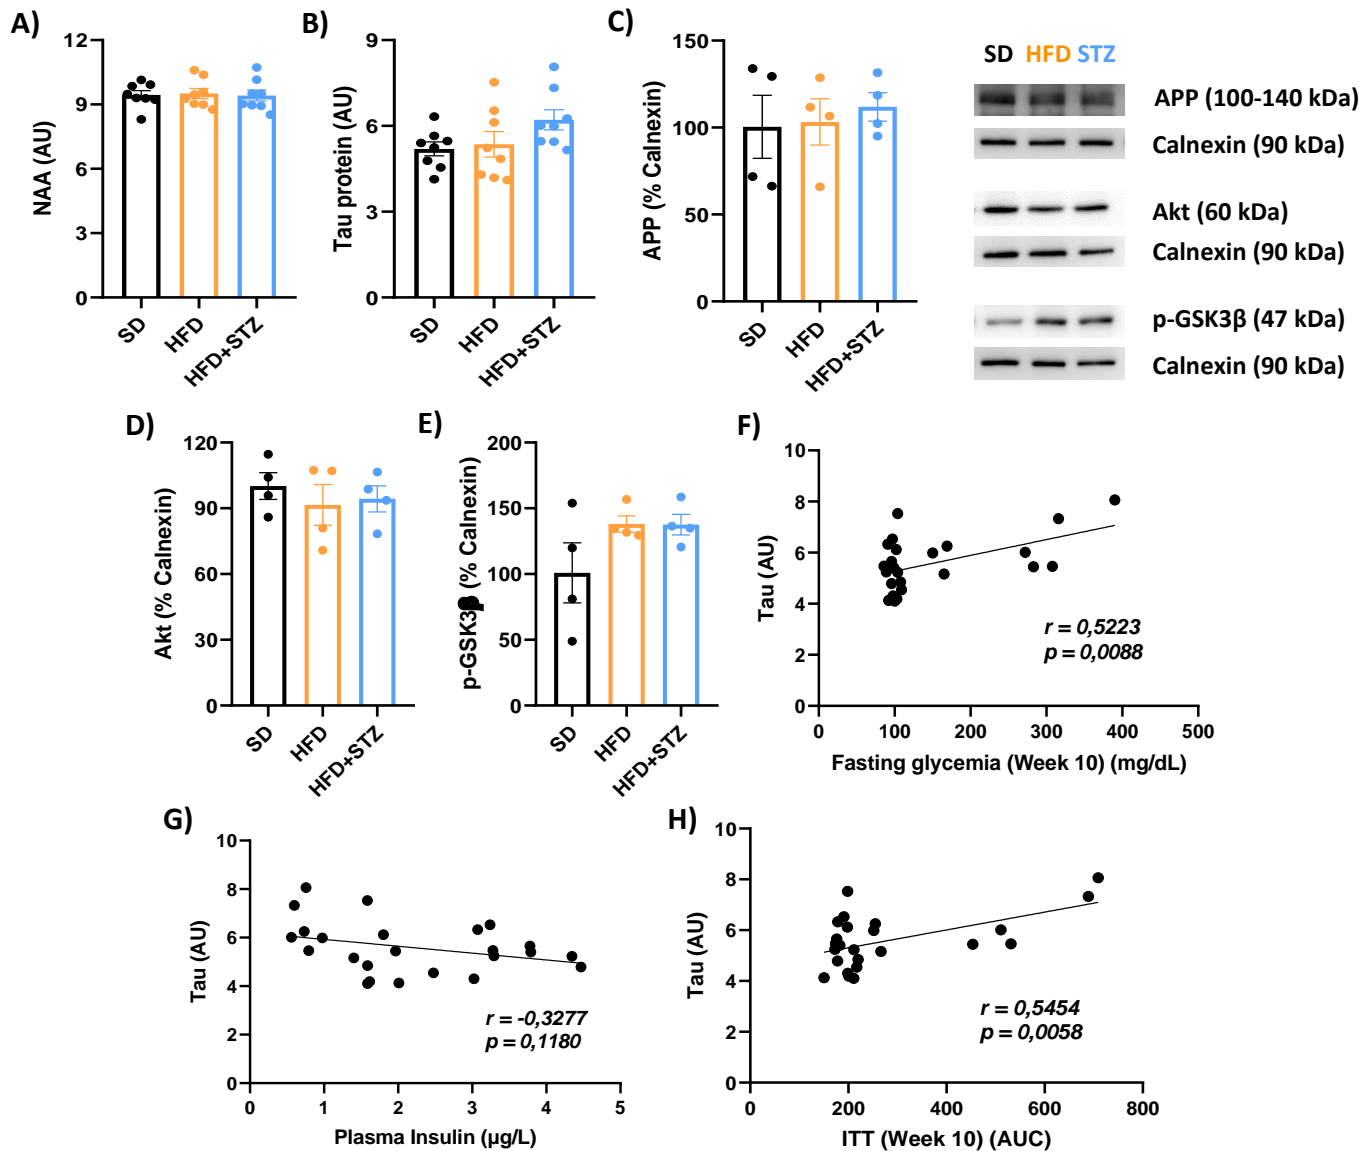 A)
NAA (AU)
12
9
6
3
0
SD
HFD
HFD+STZ
B)
Tau protein (AU)
9
6
3
0
SD
HFD
HFD+STZ
C)
APP (% Calnexin)
150
100
50
0
SD
HFD
HFD+STZ
SD HFD STZ
APP (100-140 kDa)
Calnexin (90 kDa)
Akt (60 kDa)
Calnexin (90 kDa)
p-GSK3β (47 kDa)
Calnexin (90 kDa)
D)
Akt (% Calnexin)
120
90
60
30
0
SD
HFD
HFD+STZ
E)
p-GSK3β (% Calnexin)
200
150
100
50
0
SD
HFD
HFD+STZ
F)
Tau (AU)
10
8
6
4
2
0
r = 0,5223
p = 0,0088
0 100 200 300 400 500
Fasting glycemia (Week 10) (mg/dL)
G)
Tau (AU)
10
8
6
4
2
0
r = -0,3277
p = 0,1180
0 1 2 3 4 5
Plasma Insulin (µg/L)
H)
Tau (AU)
10
8
6
4
2
0
r = 0,5454
p = 0,0058
0 200 400 600 800
ITT (Week 10) (AUC)